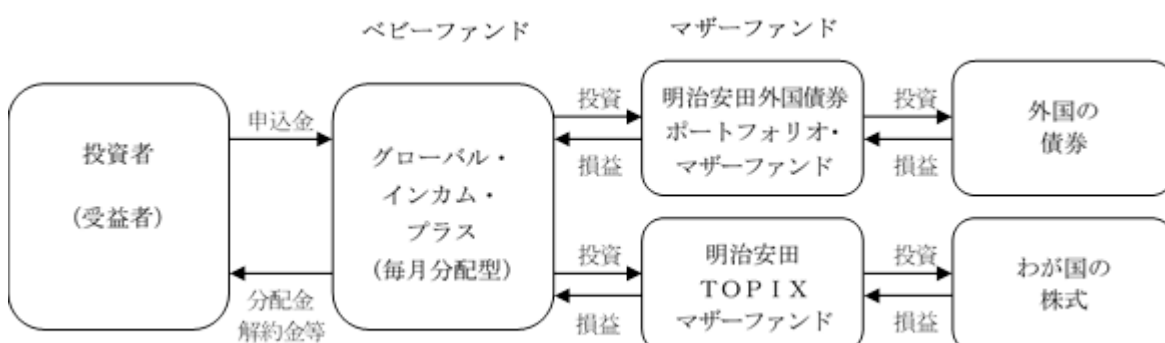 ベビーファンド
マザーファンド
投資者
(受益者)
申込金
分配金
解約金等
グローバル・
インカム・
プラス
(毎月分配型)
投資
損益
明治安田外国債券
ポートフォリオ・
マザーファンド
投資
損益
外国の
債券
投資
損益
明治安田
ＴＯＰＩＸ
マザーファンド
投資
損益
わが国の
株式